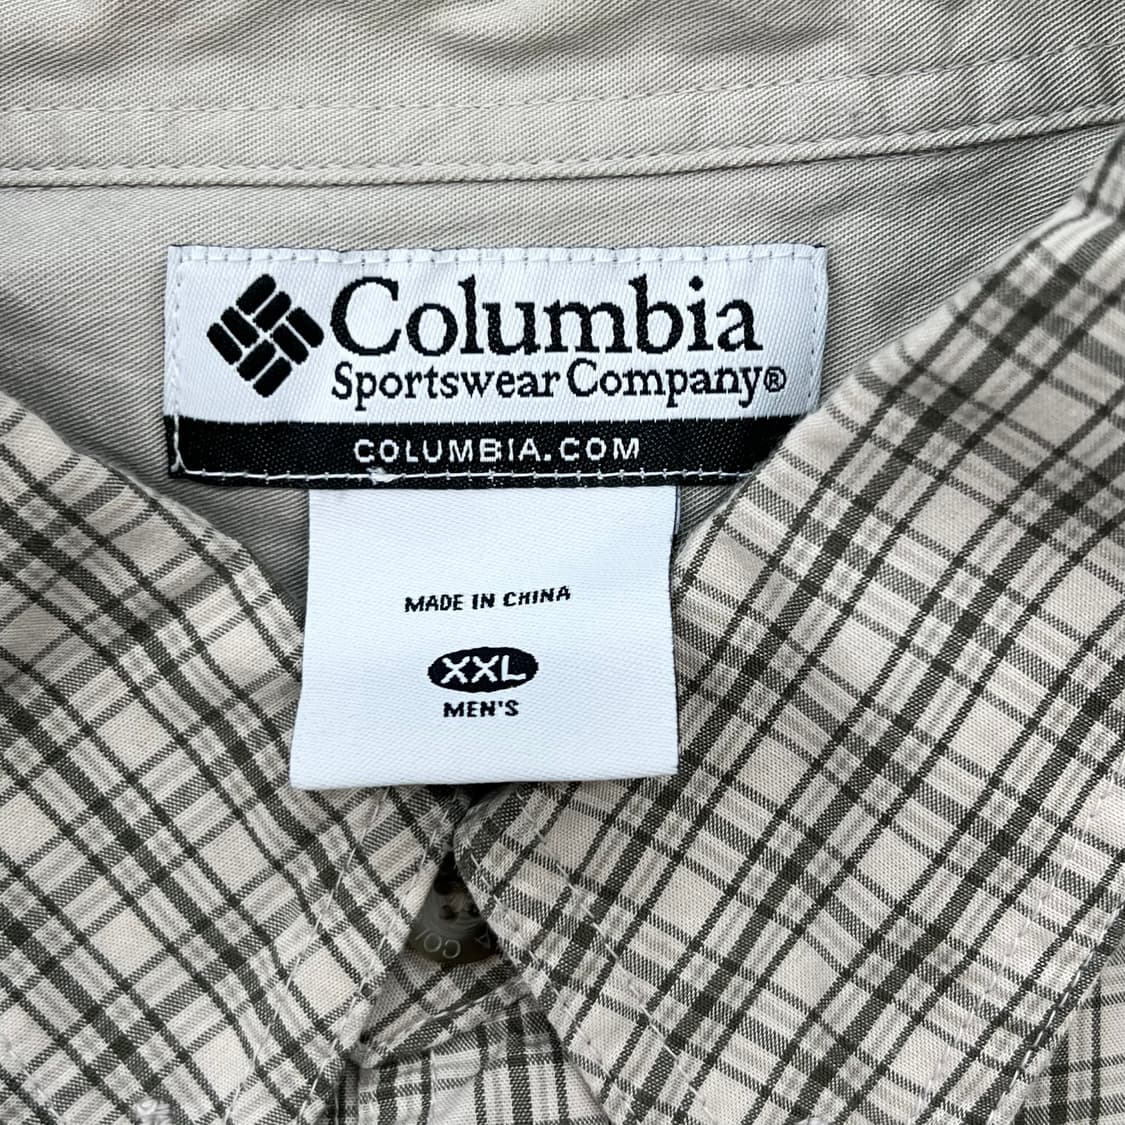 Columbia
Sportswear Company®
COLUMBIA.COM
MADE IN CHINA
XXL
MEN'S